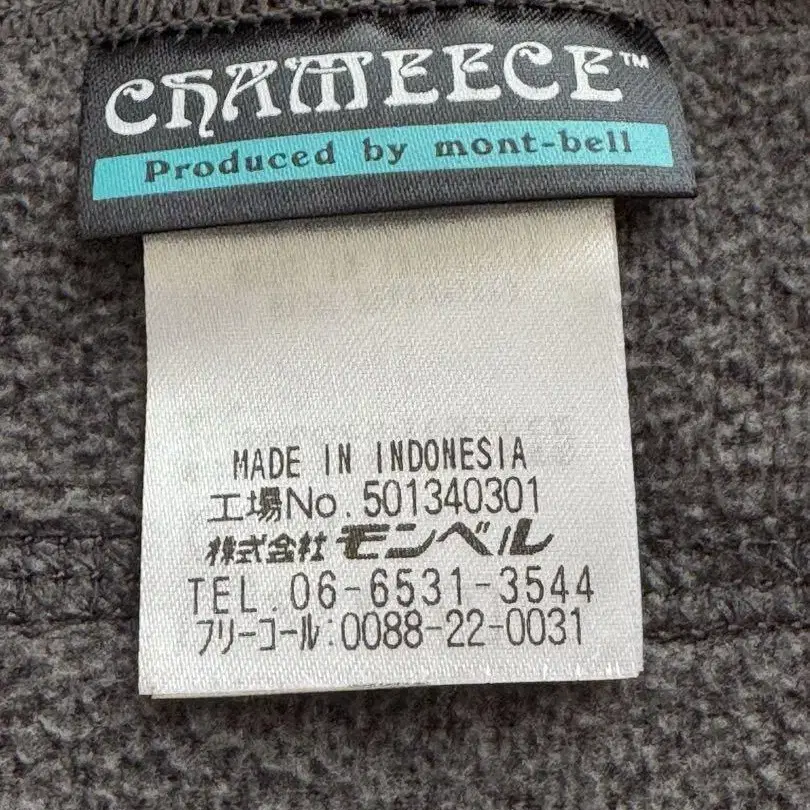 CHAMEECE™
Produced by mont-bell
MADE IN INDONESIA
工場No.501340301
株式会社モンベル
TEL.06-6531-3544
フリーコール:0088-22-0031